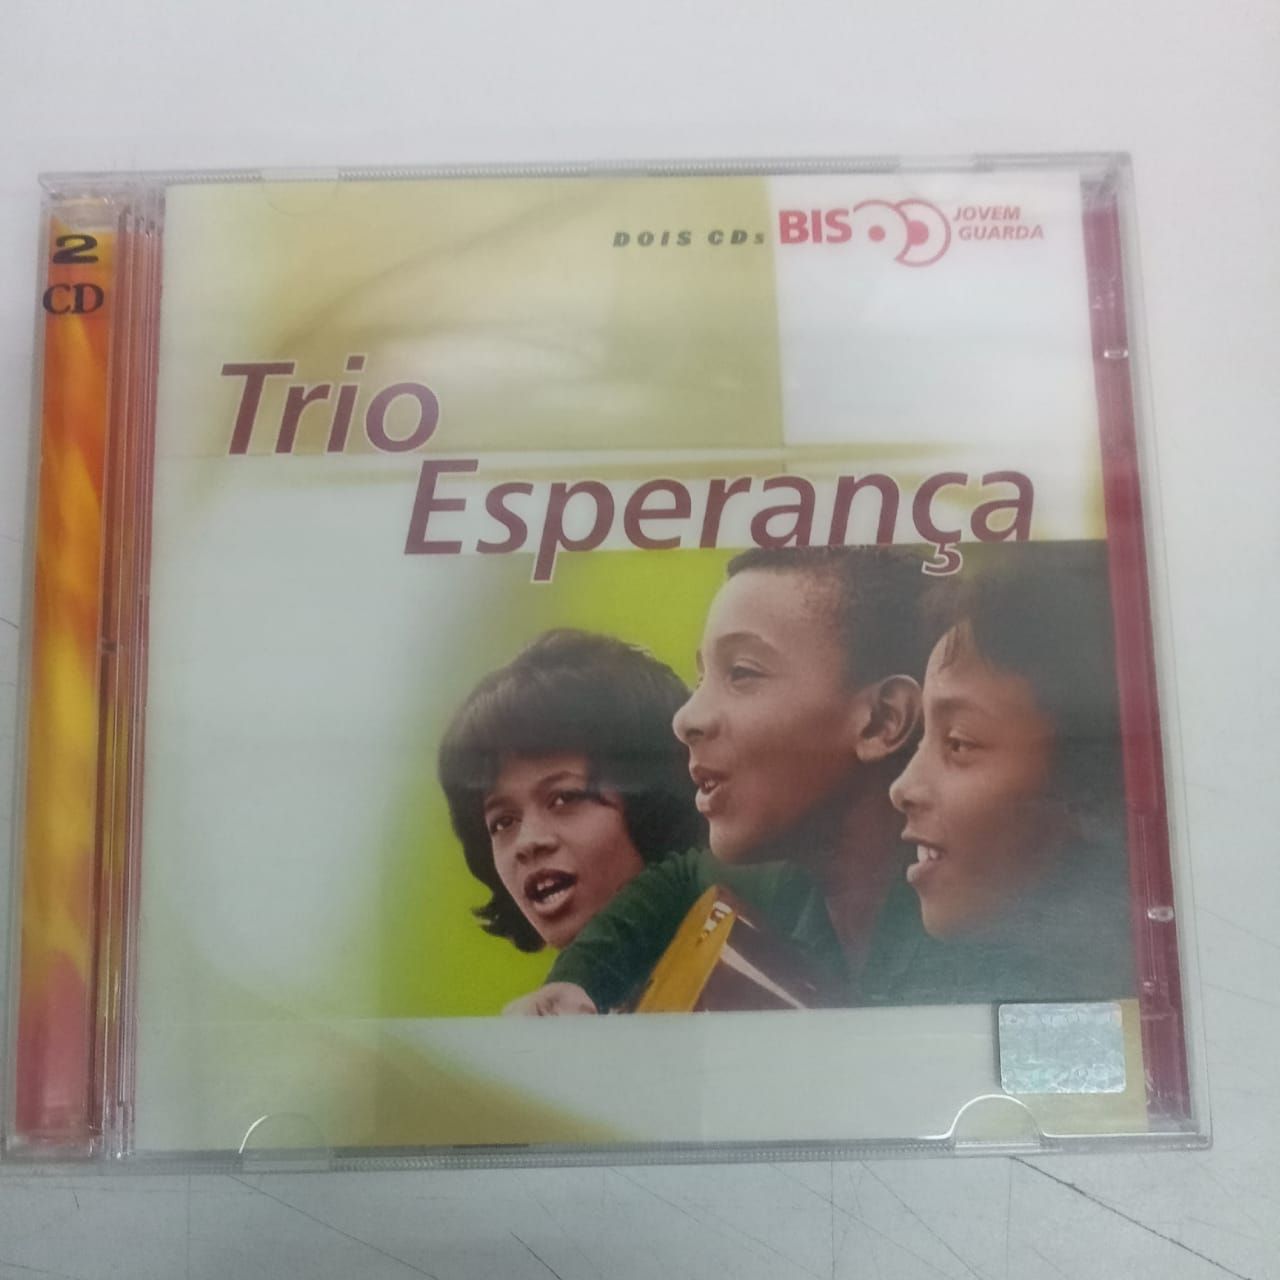 2
CD
DOIS CDs
BIS
JOVEM
GUARDA
Trio
Esperança